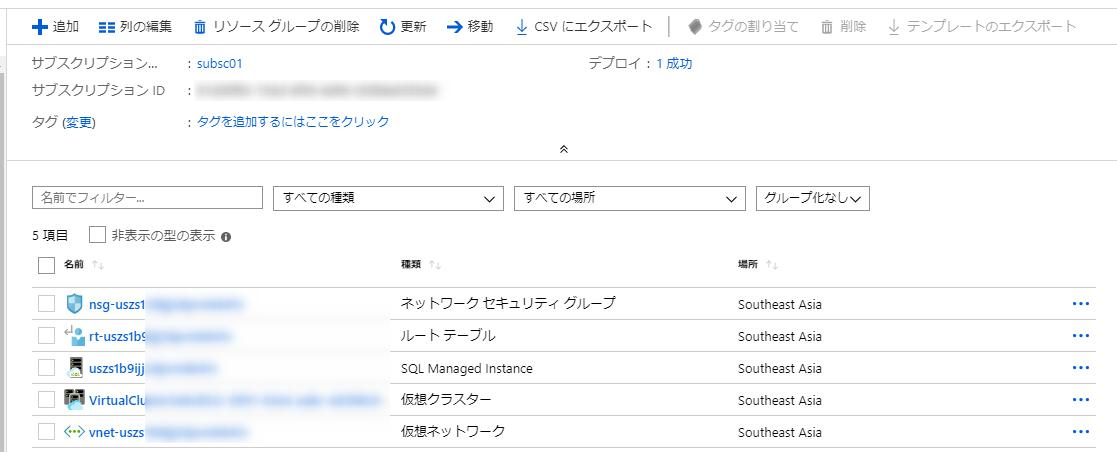 追加 列の編集 リソース グループの削除 更新 移動 CSV にエクスポート タグの割り当て 削除 テンプレートのエクスポート
サブスクリプション... : subsc01 デプロイ : 1 成功
サブスクリプション ID :
タグ (変更) : タグを追加するにはここをクリック
名前でフィルター... すべての種類 すべての場所 グループ化なし
5 項目 非表示の型の表示
名前 種類 場所
nsg-uszs1 ネットワーク セキュリティ グループ Southeast Asia
rt-uszs1b9 ルート テーブル Southeast Asia
uszs1b9ijj SQL Managed Instance Southeast Asia
VirtualClu 仮想クラスター Southeast Asia
vnet-uszs 仮想ネットワーク Southeast Asia